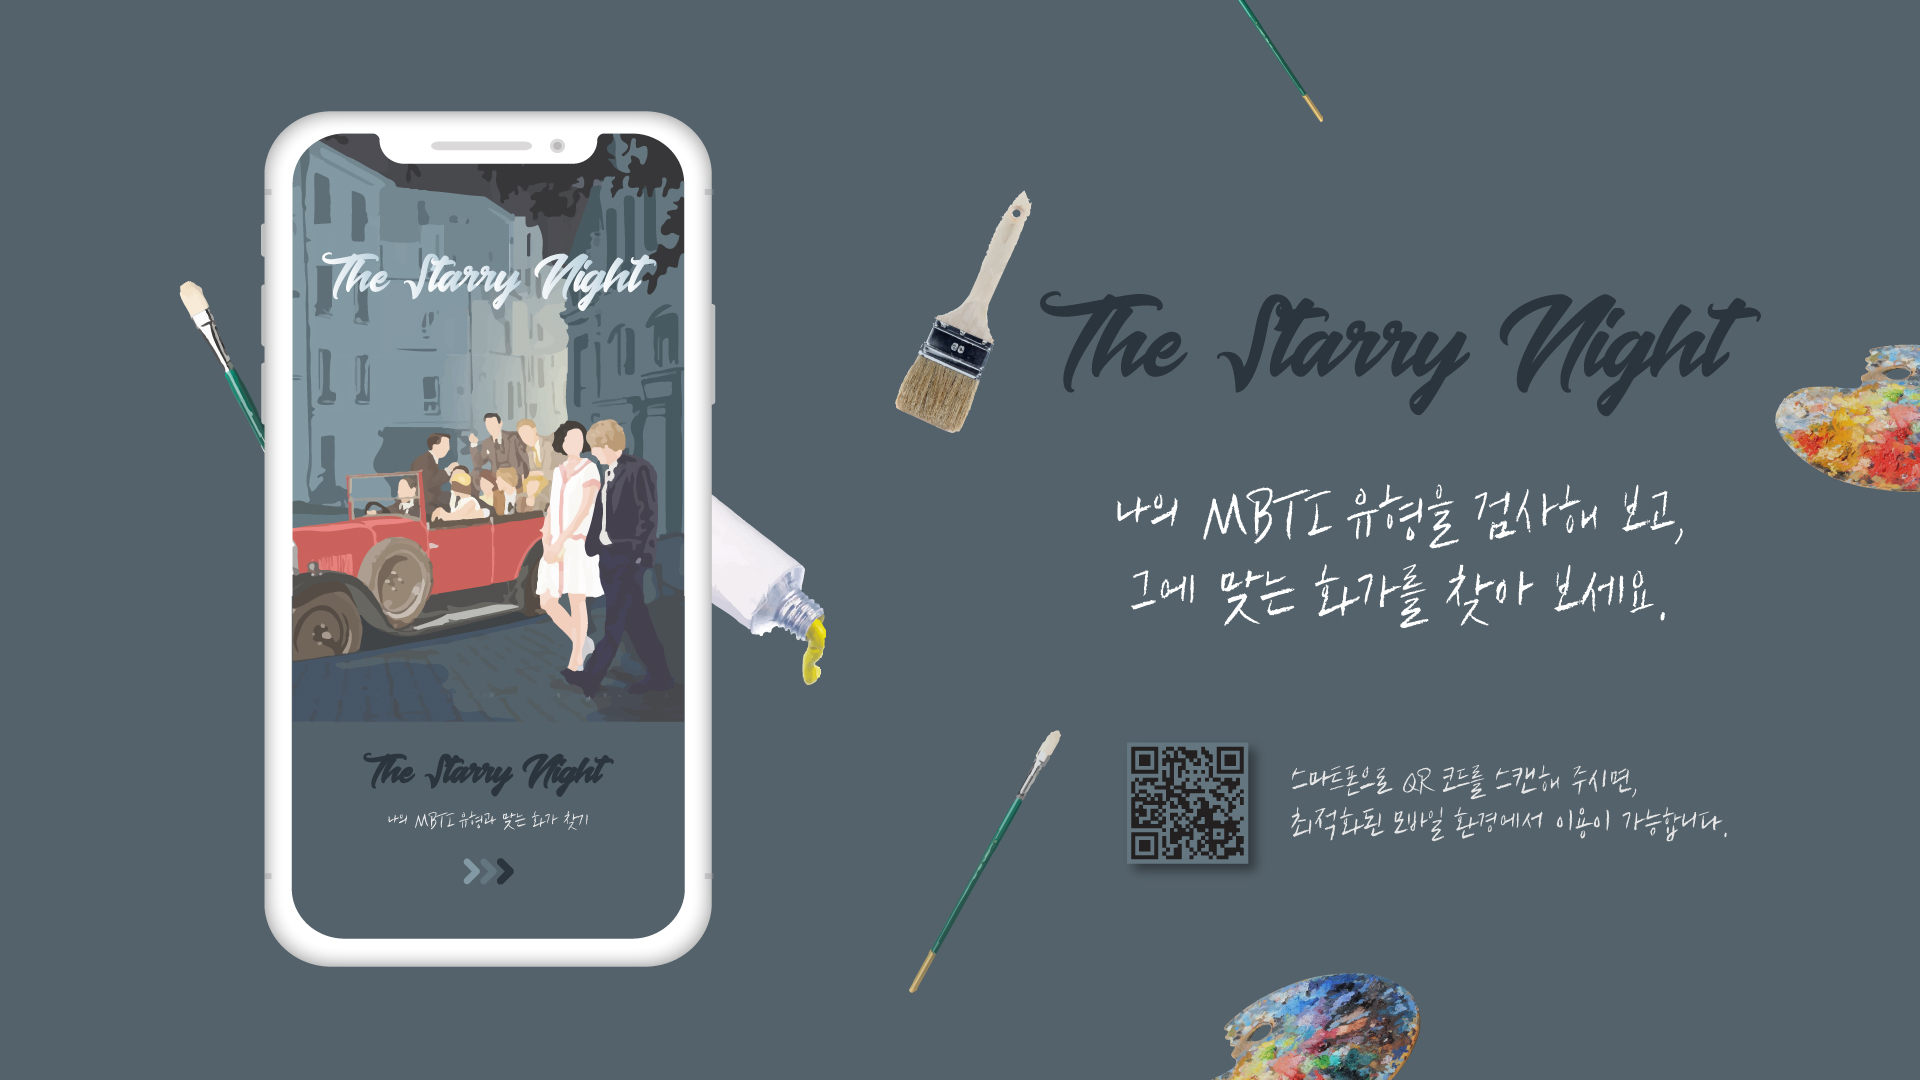 The Starry Night
The Starry Night
나의 MBTI 유형과 맞는 화가 찾기
The Starry Night
나의 MBTI 유형을 검사해 보고,
그에 맞는 화가를 찾아 보세요.
스마트폰으로 QR 코드를 스캔해 주시면,
최적화된 모바일 환경에서 이용이 가능합니다.